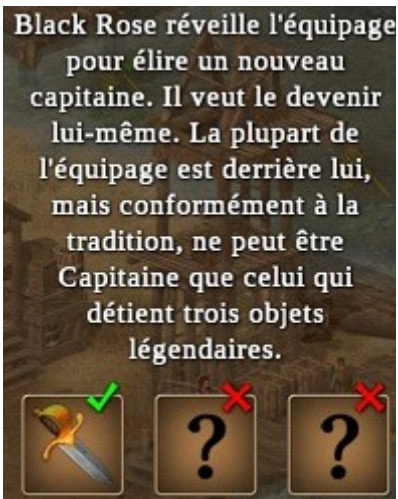 Black Rose réveille l'équipage
pour élire un nouveau
capitaine. Il veut le devenir
lui-même. La plupart de
l'équipage est derrière lui,
mais conformément à la
tradition, ne peut être
Capitaine que celui qui
détient trois objets
légendaires.
? ?